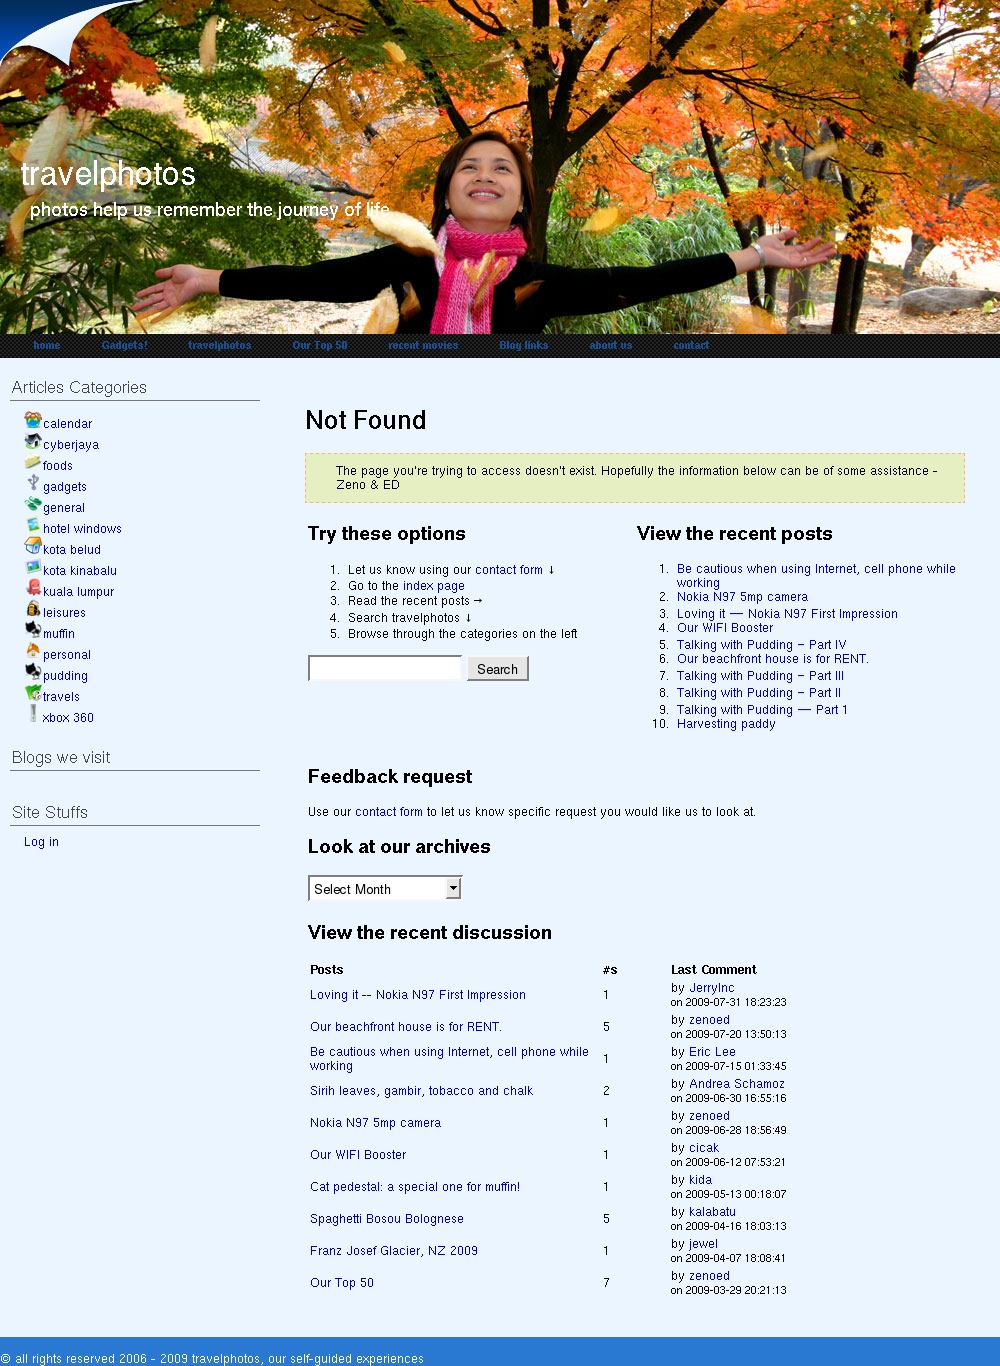 travelphotos
photos help us remember the journey of life
home Gadgets! travelphotos Our Top 50 recent movies Blog links about us contact
Articles Categories
calendar
cyberjaya
foods
gadgets
general
hotel windows
kota belud
kota kinabalu
kuala lumpur
leisures
muffin
personal
pudding
travels
xbox 360
Blogs we visit
Site Stuffs
Log in
Not Found
The page you're trying to access doesn't exist. Hopefully the information below can be of some assistance -
Zeno & ED
Try these options
1. Let us know using our contact form ↓
2. Go to the index page
3. Read the recent posts →
4. Search travelphotos ↓
5. Browse through the categories on the left
Search
View the recent posts
1. Be cautious when using Internet, cell phone while
working
2. Nokia N97 5mp camera
3. Loving it — Nokia N97 First Impression
4. Our WIFI Booster
5. Talking with Pudding – Part IV
6. Our beachfront house is for RENT.
7. Talking with Pudding – Part III
8. Talking with Pudding – Part II
9. Talking with Pudding — Part 1
10. Harvesting paddy
Feedback request
Use our contact form to let us know specific request you would like us to look at.
Look at our archives
Select Month
View the recent discussion
Posts #s Last Comment
Loving it -- Nokia N97 First Impression 1 by JerryInc
on 2009-07-31 18:23:23
Our beachfront house is for RENT. 5 by zenoed
on 2009-07-20 13:50:13
Be cautious when using Internet, cell phone while
working 1 by Eric Lee
on 2009-07-15 01:33:45
Sirih leaves, gambir, tobacco and chalk 2 by Andrea Schamoz
on 2009-06-30 16:55:16
Nokia N97 5mp camera 1 by zenoed
on 2009-06-28 18:56:49
Our WIFI Booster 1 by cicak
on 2009-06-12 07:53:21
Cat pedestal: a special one for muffin! 1 by kida
on 2009-05-13 00:18:07
Spaghetti Bosou Bolognese 5 by kalabatu
on 2009-04-16 18:03:13
Franz Josef Glacier, NZ 2009 1 by jewel
on 2009-04-07 18:08:41
Our Top 50 7 by zenoed
on 2009-03-29 20:21:13
© all rights reserved 2006 - 2009 travelphotos, our self-guided experiences